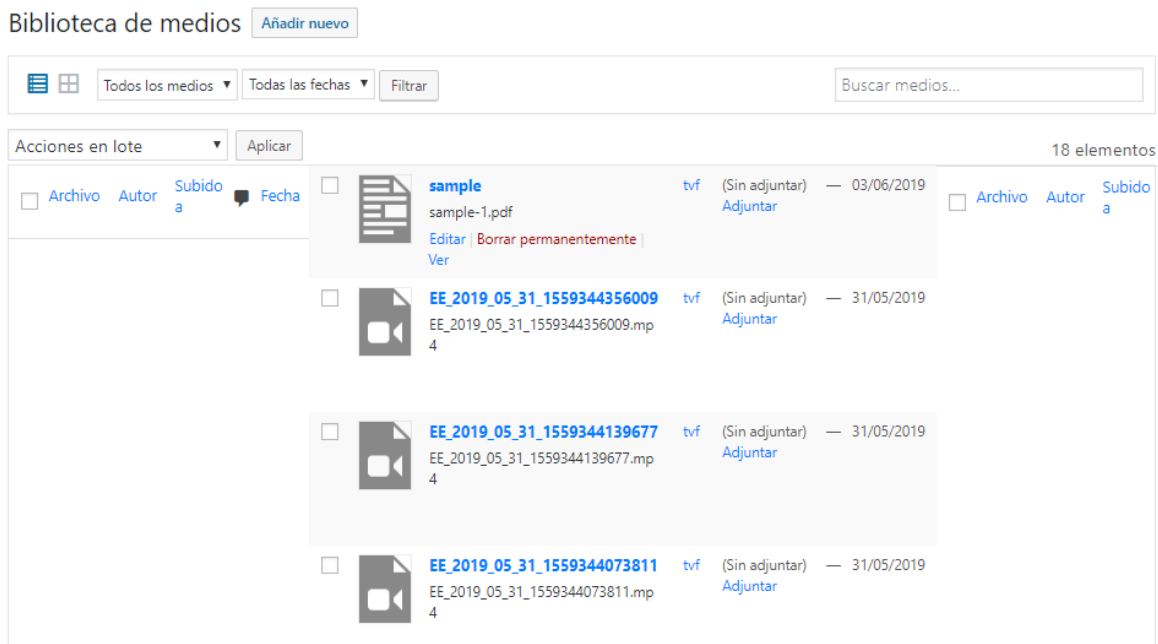 Biblioteca de medios Añadir nuevo
Todos los medios Todas las fechas Filtrar Buscar medios...
Acciones en lote Aplicar 18 elementos
Archivo Autor Subido a Fecha
sample tvf (Sin adjuntar) — 03/06/2019
sample-1.pdf Adjuntar
Editar | Borrar permanentemente |
Ver
EE_2019_05_31_1559344356009 tvf (Sin adjuntar) — 31/05/2019
EE_2019_05_31_1559344356009.mp Adjuntar
4
EE_2019_05_31_1559344139677 tvf (Sin adjuntar) — 31/05/2019
EE_2019_05_31_1559344139677.mp Adjuntar
4
EE_2019_05_31_1559344073811 tvf (Sin adjuntar) — 31/05/2019
EE_2019_05_31_1559344073811.mp Adjuntar
4
Archivo Autor Subido a